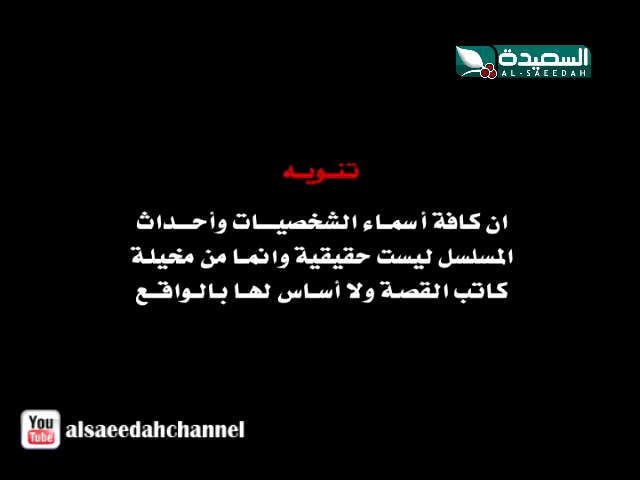 السعيدة
AL-SAEEDAH
تنويه
ان كافة أسماء الشخصيات وأحداث
المسلسل ليست حقيقية وانما من مخيلة
كاتب القصة ولا أساس لها بالواقع
You
Tube
alsaeedahchannel